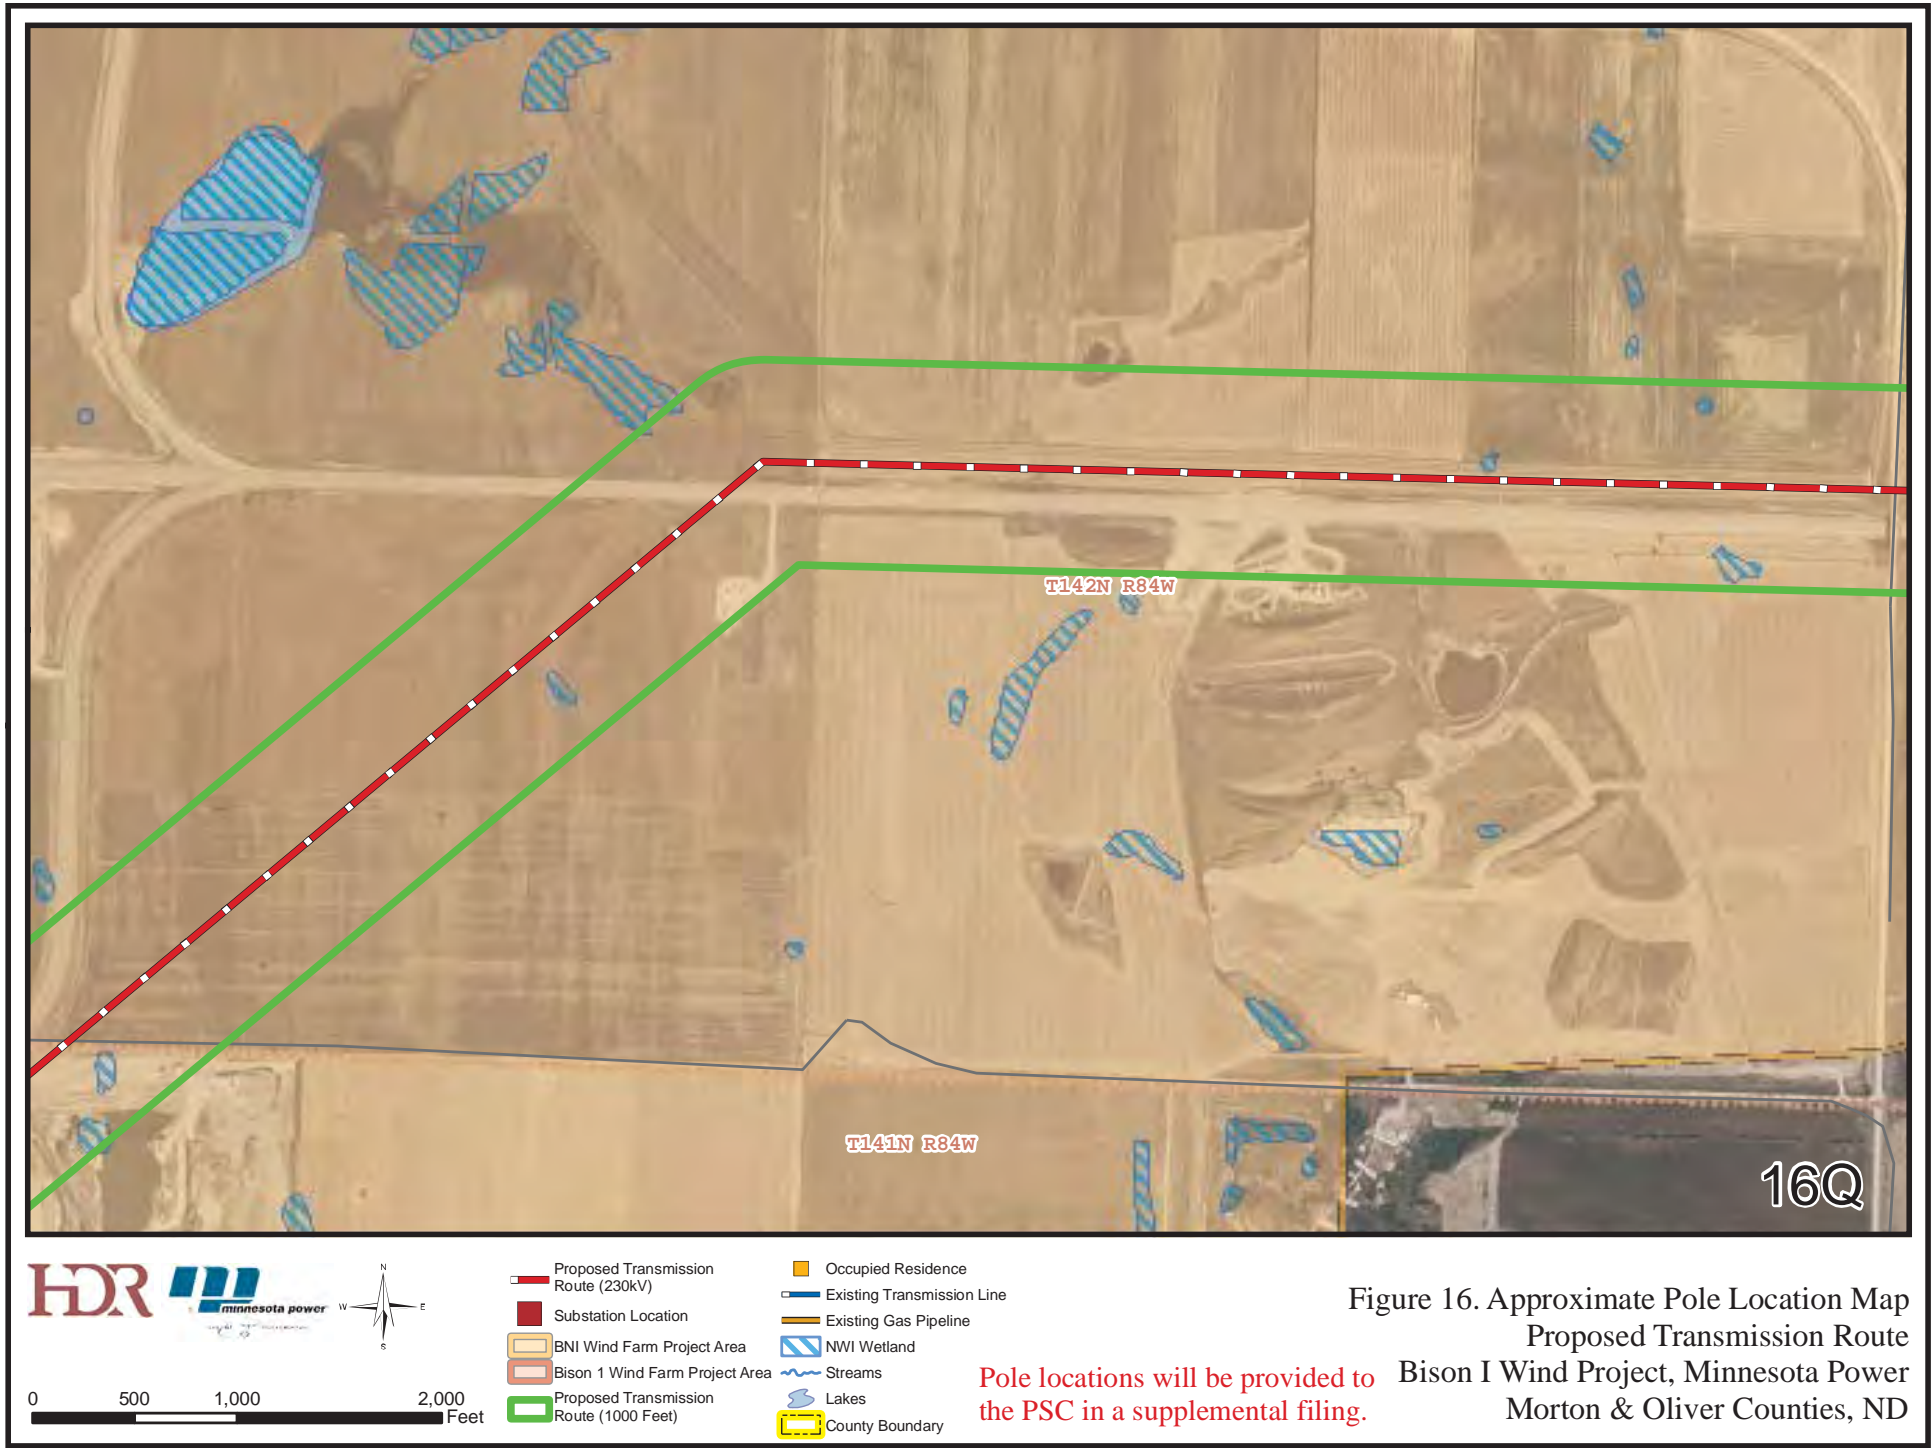 T142N R84W
T141N R84W
16Q
HDR
minnesota power
N
W E
S
0 500 1,000 2,000
Feet
Proposed Transmission
Route (230kV)
Substation Location
BNI Wind Farm Project Area
Bison 1 Wind Farm Project Area
Proposed Transmission
Route (1000 Feet)
Occupied Residence
Existing Transmission Line
Existing Gas Pipeline
NWI Wetland
Streams
Lakes
County Boundary
Pole locations will be provided to
the PSC in a supplemental filing.
Figure 16. Approximate Pole Location Map
Proposed Transmission Route
Bison I Wind Project, Minnesota Power
Morton & Oliver Counties, ND